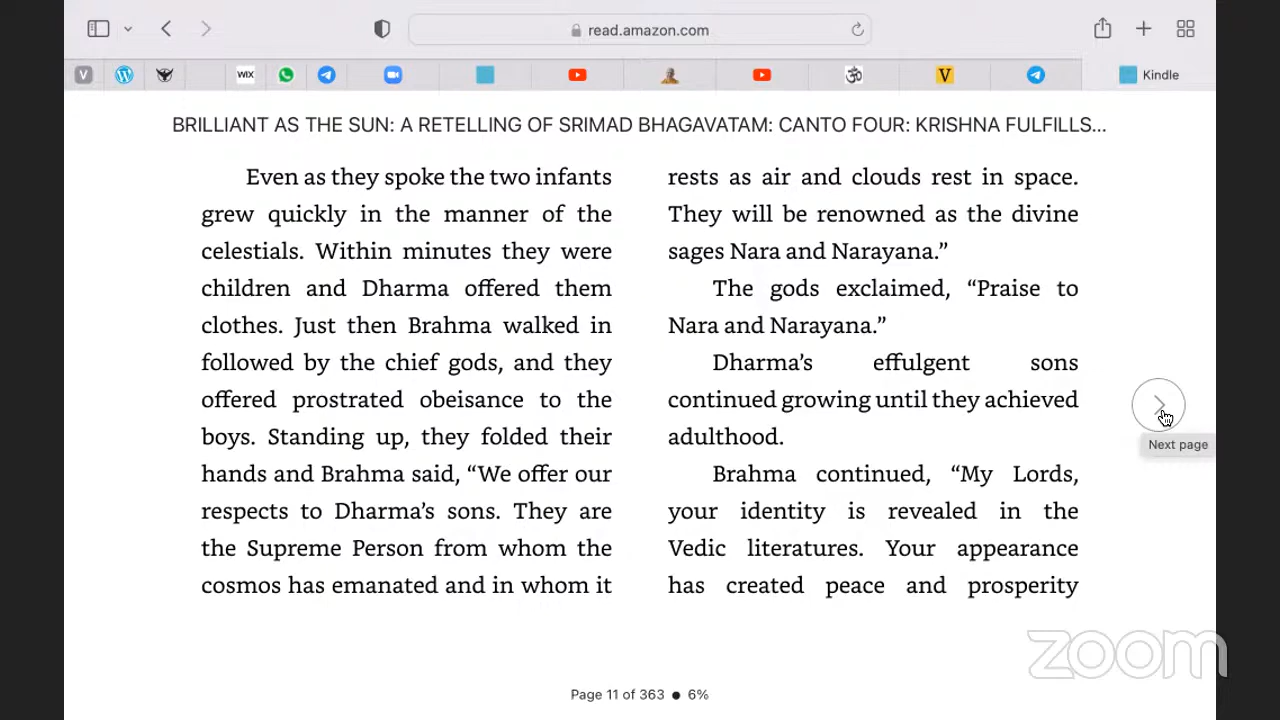 read.amazon.com
V
WIX
ॐ
V
Kindle
BRILLIANT AS THE SUN: A RETELLING OF SRIMAD BHAGAVATAM: CANTO FOUR: KRISHNA FULFILLS...
Even as they spoke the two infants
grew quickly in the manner of the
celestials. Within minutes they were
children and Dharma offered them
clothes. Just then Brahma walked in
followed by the chief gods, and they
offered prostrated obeisance to the
boys. Standing up, they folded their
hands and Brahma said, “We offer our
respects to Dharma’s sons. They are
the Supreme Person from whom the
cosmos has emanated and in whom it
rests as air and clouds rest in space.
They will be renowned as the divine
sages Nara and Narayana.”
The gods exclaimed, “Praise to
Nara and Narayana.”
Dharma’s effulgent sons
continued growing until they achieved
adulthood.
Brahma continued, “My Lords,
your identity is revealed in the
Vedic literatures. Your appearance
has created peace and prosperity
Next page
zoom
Page 11 of 363 ● 6%